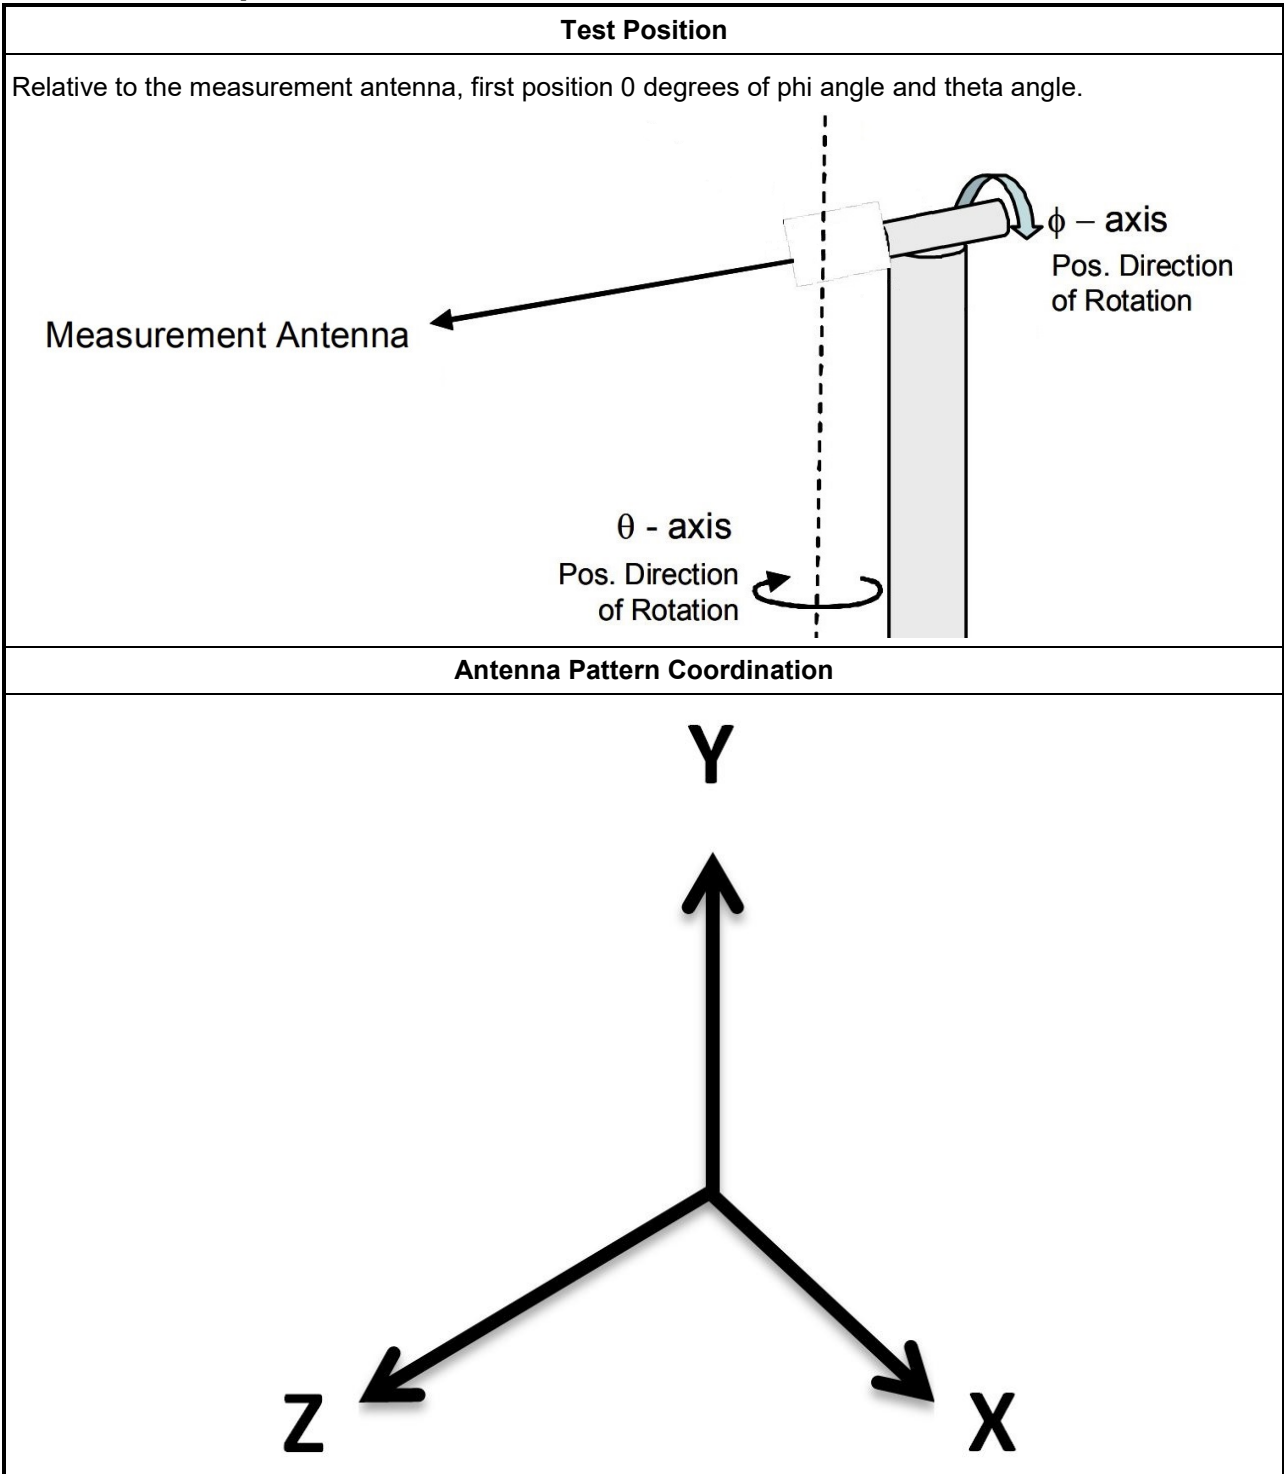 Test Position
Relative to the measurement antenna, first position 0 degrees of phi angle and theta angle.
ϕ – axis
Pos. Direction
of Rotation
Measurement Antenna
θ - axis
Pos. Direction
of Rotation
Antenna Pattern Coordination
Y
Z
X